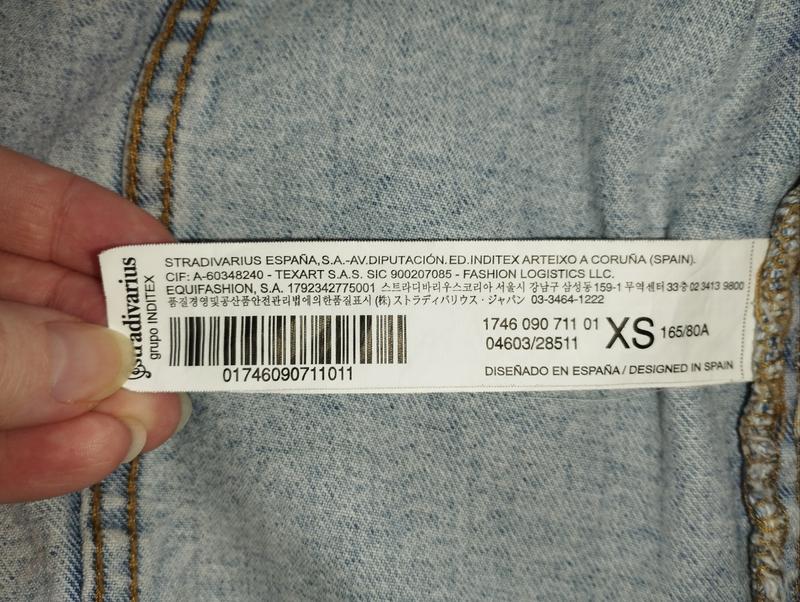 stradivarius
grupo INDITEX
STRADIVARIUS ESPAÑA,S.A.-AV.DIPUTACIÓN.ED.INDITEX ARTEIXO A CORUÑA (SPAIN).
CIF: A-60348240 - TEXART S.A.S. SIC 900207085 - FASHION LOGISTICS LLC.
EQUIFASHION, S.A. 1792342775001 스트라디바리우스코리아 서울시 강남구 삼성동 159-1 무역센터 33층 02 3413 9800
품질경영및공산품안전관리법에의한품질표시 (株) ストラディバリウス・ジャパン 03-3464-1222
1746 090 711 01
04603/28511
XS 165/80A
01746090711011
DISEÑADO EN ESPAÑA / DESIGNED IN SPAIN